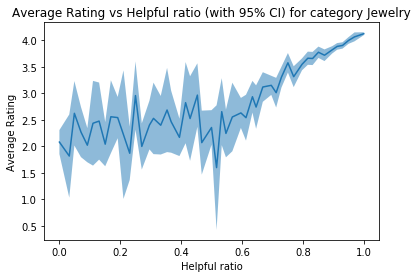 Average Rating vs Helpful ratio (with 95% CI) for category Jewelry
Average Rating
4.0
3.5
3.0
2.5
2.0
1.5
1.0
0.5
0.0 0.2 0.4 0.6 0.8 1.0
Helpful ratio